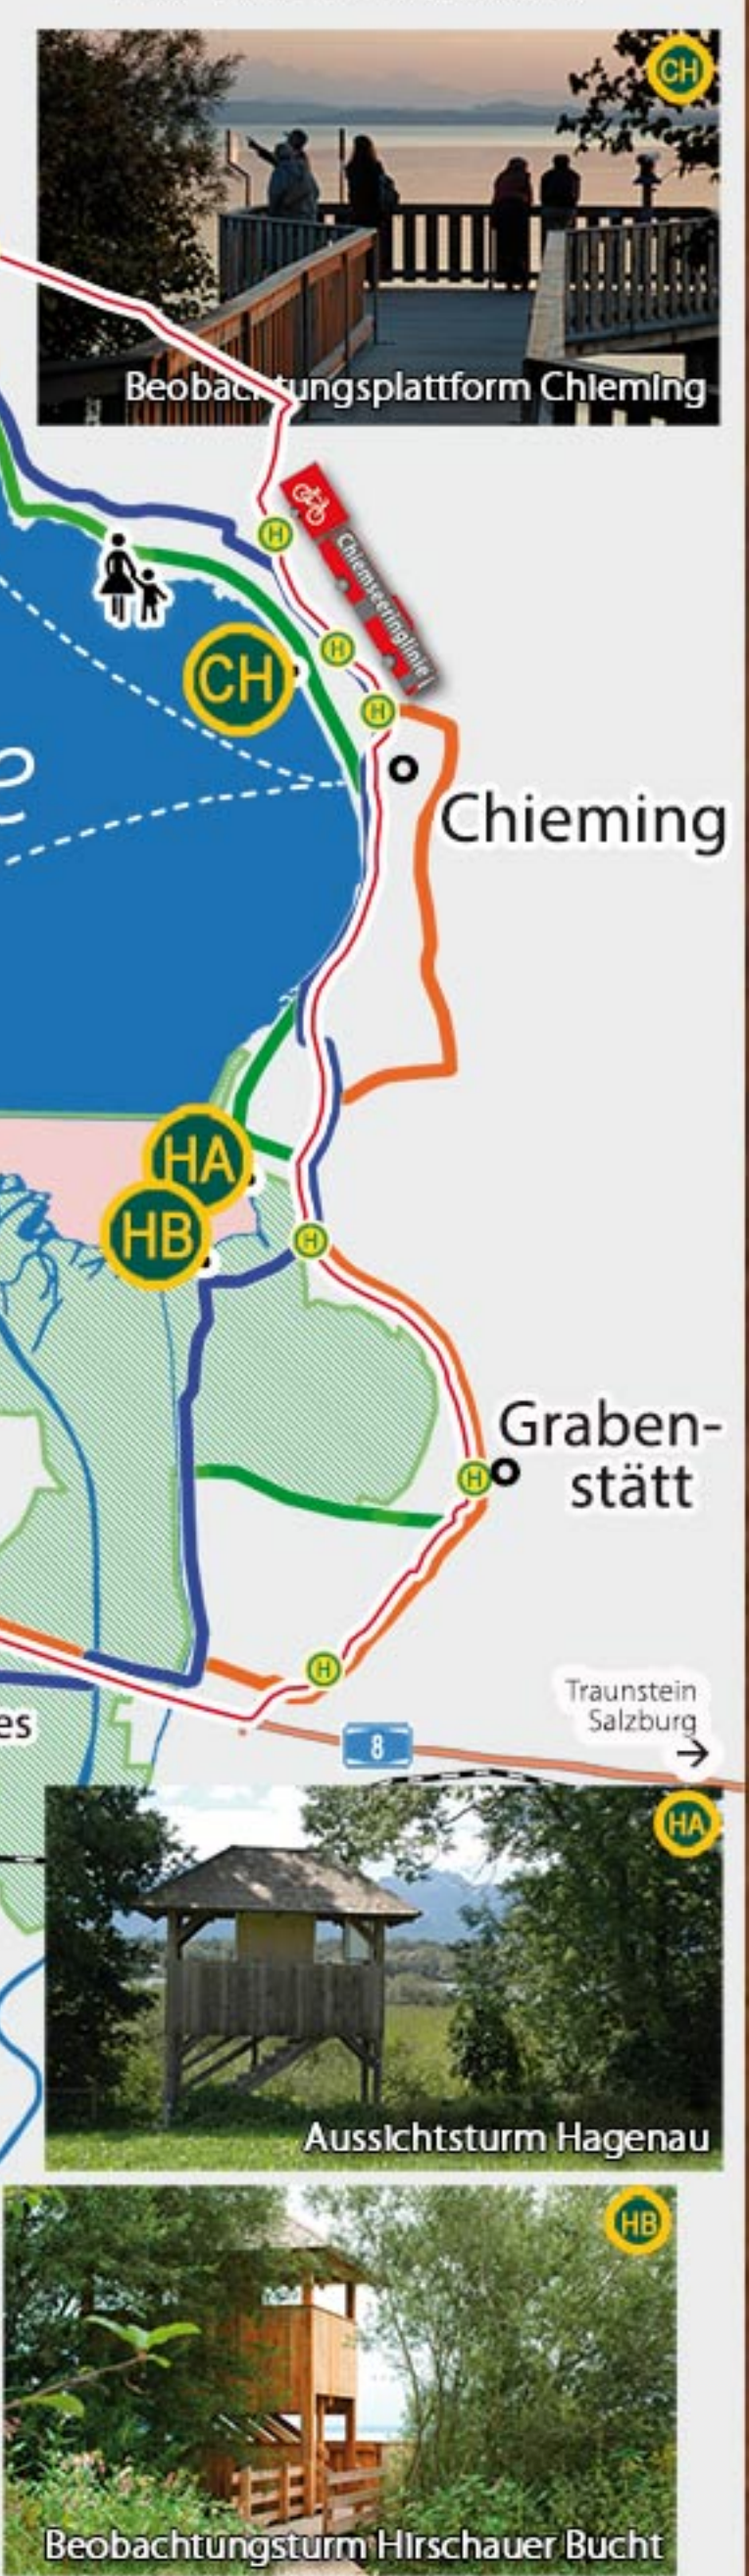 CH
Beobachtungsplattform Chieming
H
Chiemseeringlinie
H
CH
H
Chieming
HA
HB
H
Graben-
stätt
H
H
Traunstein
Salzburg
es
8
HA
Aussichtsturm Hagenau
HB
Beobachtungsturm Hirschauer Bucht